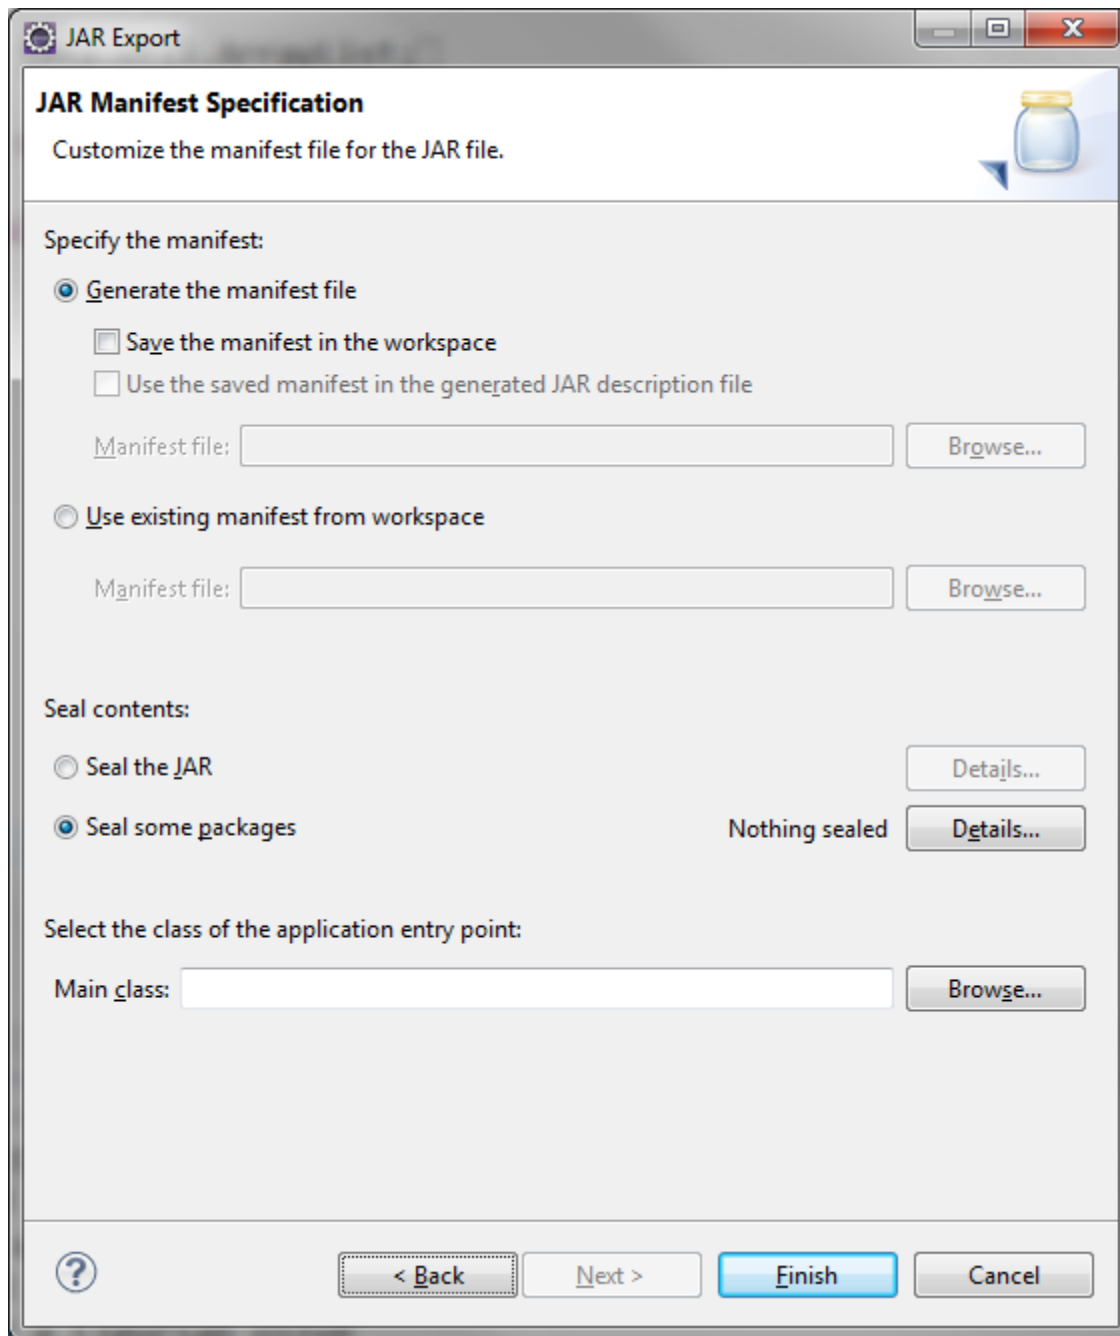 JAR Export
JAR Manifest Specification
Customize the manifest file for the JAR file.
Specify the manifest:
Generate the manifest file
Save the manifest in the workspace
Use the saved manifest in the generated JAR description file
Manifest file: Browse...
Use existing manifest from workspace
Manifest file: Browse...
Seal contents:
Seal the JAR Details...
Seal some packages Nothing sealed Details...
Select the class of the application entry point:
Main class: Browse...
? < Back Next > Finish Cancel